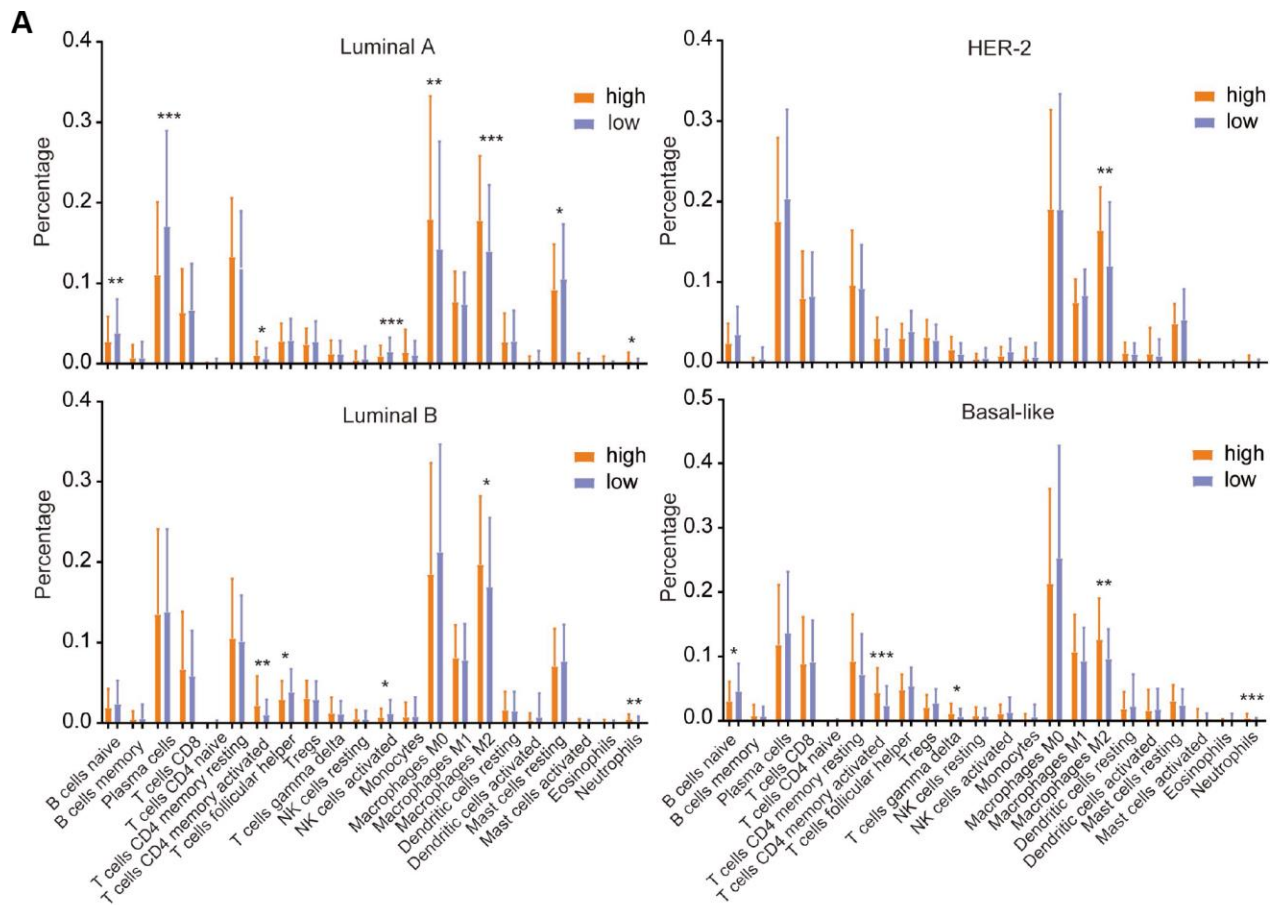 A
Luminal A
high
low
Percentage
0.4
0.3
0.2
0.1
0.0
**
***
*
***
**
***
*
*
HER-2
high
low
Percentage
0.4
0.3
0.2
0.1
0.0
**
Luminal B
high
low
Percentage
0.4
0.3
0.2
0.1
0.0
**
*
*
*
**
B cells naive
B cells memory
Plasma cells
T cells CD8
T cells CD4 naive
T cells CD4 memory resting
T cells CD4 memory activated
T cells follicular helper
Tregs
T cells gamma delta
NK cells resting
NK cells activated
Monocytes
Macrophages M0
Macrophages M1
Macrophages M2
Dendritic cells resting
Dendritic cells activated
Mast cells resting
Mast cells activated
Eosinophils
Neutrophils
Basal-like
high
low
Percentage
0.5
0.4
0.3
0.2
0.1
0.0
*
***
*
**
***
B cells naive
B cells memory
Plasma cells
T cells CD8
T cells CD4 naive
T cells CD4 memory resting
T cells CD4 memory activated
T cells follicular helper
Tregs
T cells gamma delta
NK cells resting
NK cells activated
Monocytes
Macrophages M0
Macrophages M1
Macrophages M2
Dendritic cells resting
Dendritic cells activated
Mast cells resting
Mast cells activated
Eosinophils
Neutrophils